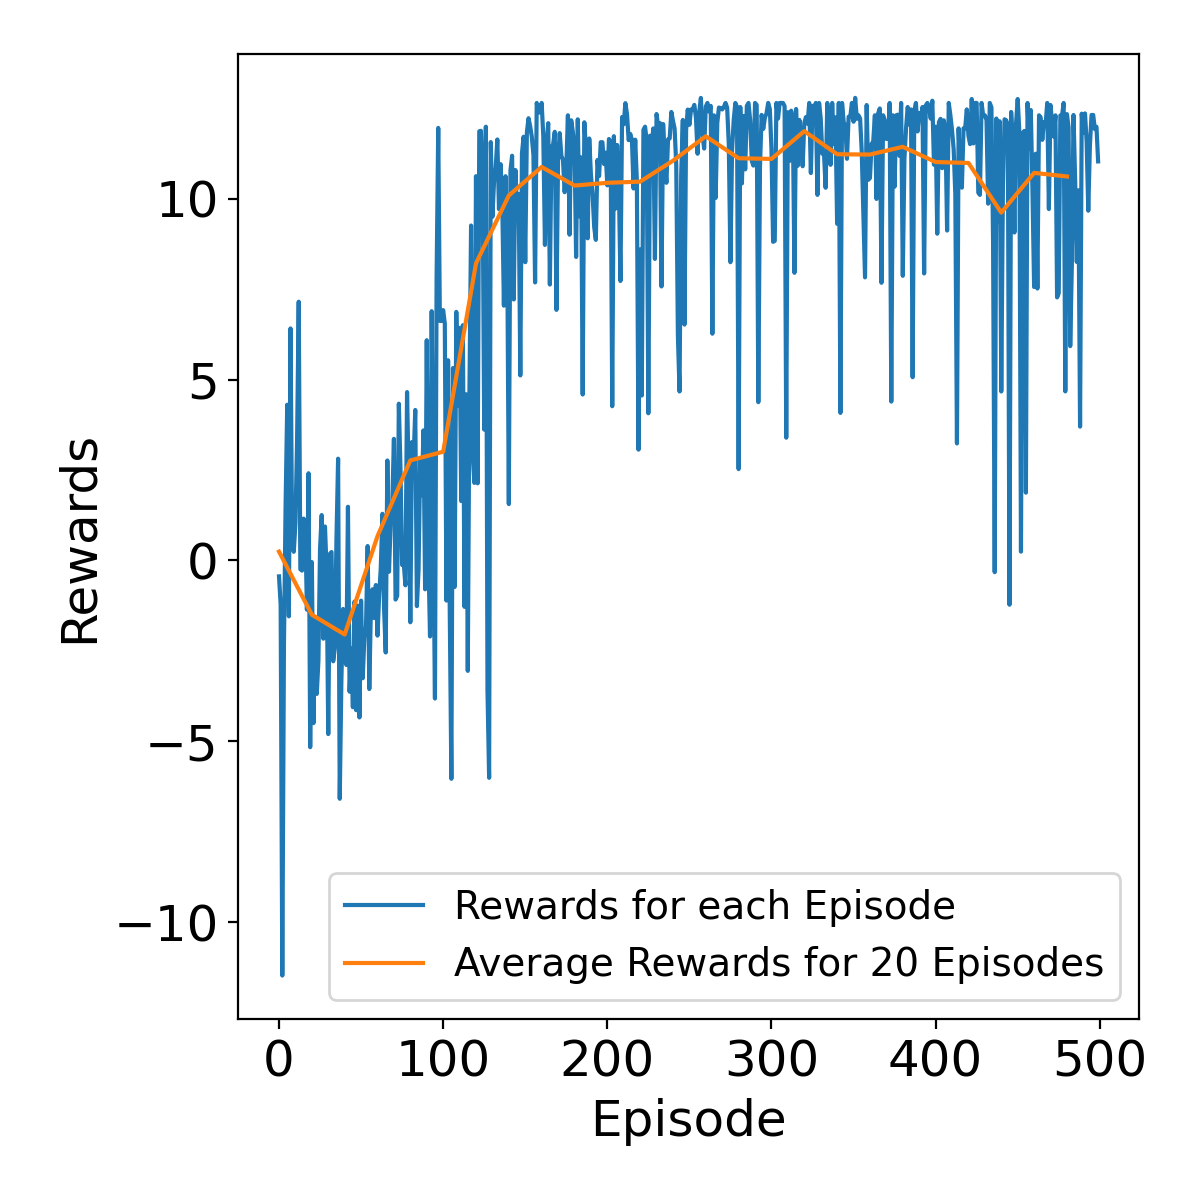 10
5
0
−5
−10
Rewards
Rewards for each Episode
Average Rewards for 20 Episodes
0 100 200 300 400 500
Episode